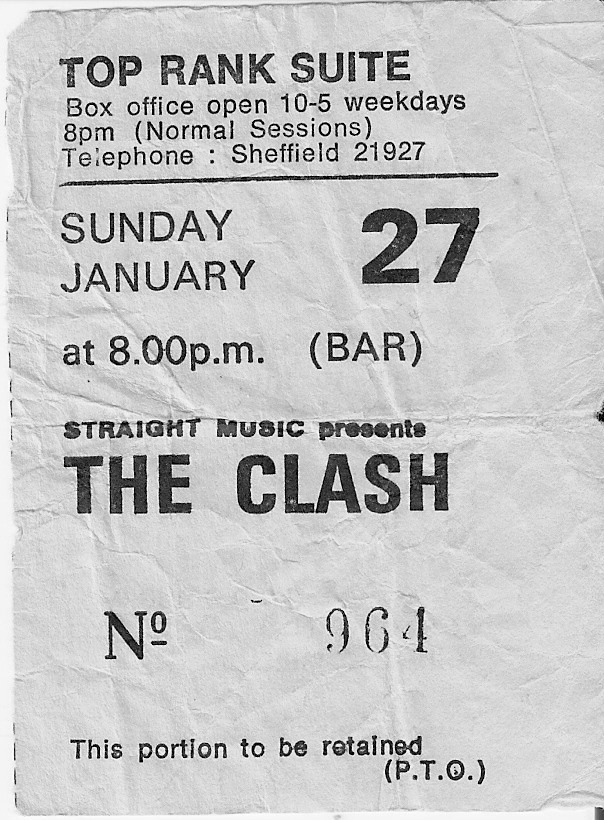 TOP RANK SUITE
Box office open 10-5 weekdays
8pm (Normal Sessions)
Telephone : Sheffield 21927
SUNDAY 27
JANUARY
at 8.00p.m. (BAR)
STRAIGHT MUSIC presents
THE CLASH
Nº 964
This portion to be retained
(P.T.O.)